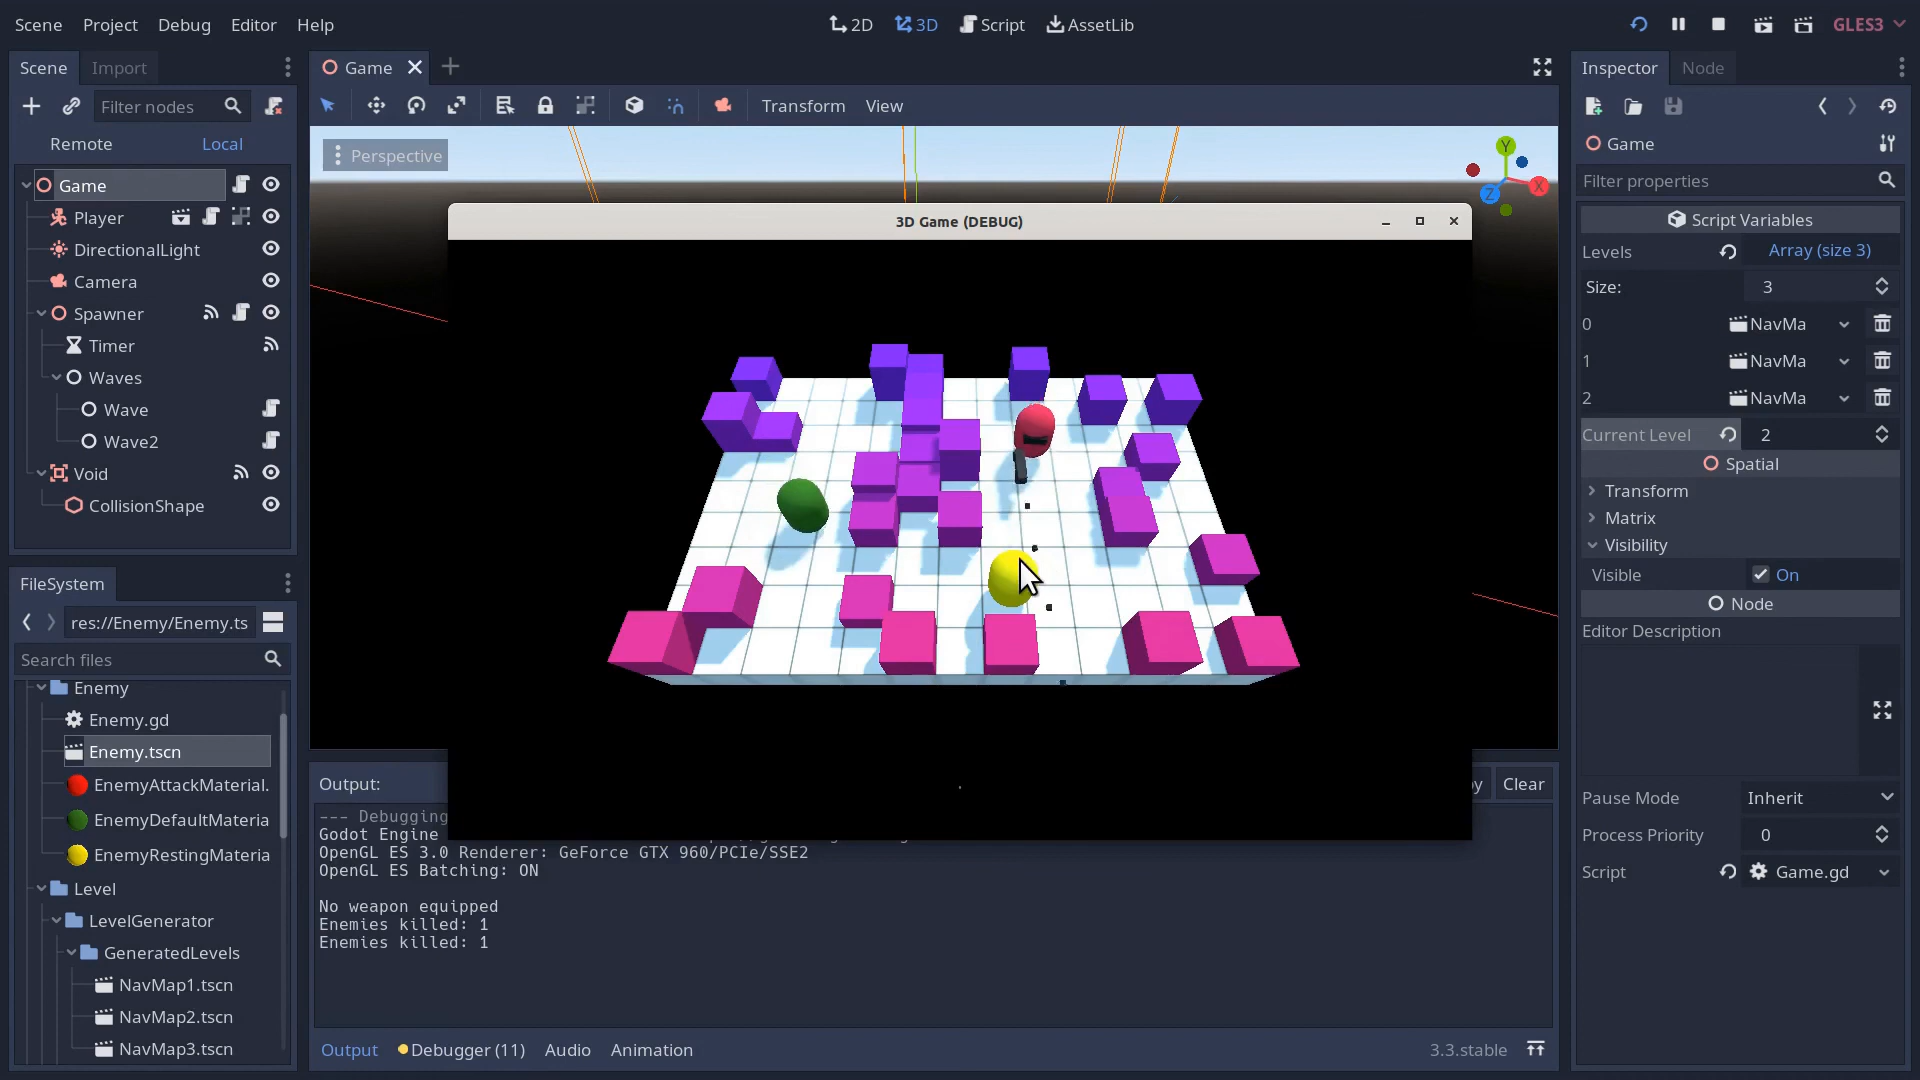 Scene Project Debug Editor Help
2D 3D Script AssetLib
GLES3
Scene Import
Filter nodes
Remote Local
Game
Player
DirectionalLight
Camera
Spawner
Timer
Waves
Wave
Wave2
Void
CollisionShape
FileSystem
res://Enemy/Enemy.ts
Search files
Enemy
Enemy.gd
Enemy.tscn
EnemyAttackMaterial.
EnemyDefaultMateria
EnemyRestingMateria
Level
LevelGenerator
GeneratedLevels
NavMap1.tscn
NavMap2.tscn
NavMap3.tscn
Game
Transform View
Perspective
Y
X
Z
3D Game (DEBUG)
Output:
py Clear
--- Debugging
Godot Engine
OpenGL ES 3.0 Renderer: GeForce GTX 960/PCIe/SSE2
OpenGL ES Batching: ON
No weapon equipped
Enemies killed: 1
Enemies killed: 1
Output Debugger (11) Audio Animation
3.3.stable
Inspector Node
Game
Filter properties
Script Variables
Levels Array (size 3)
Size: 3
0 NavMa
1 NavMa
2 NavMa
Current Level 2
Spatial
Transform
Matrix
Visibility
Visible On
Node
Editor Description
Pause Mode Inherit
Process Priority 0
Script Game.gd